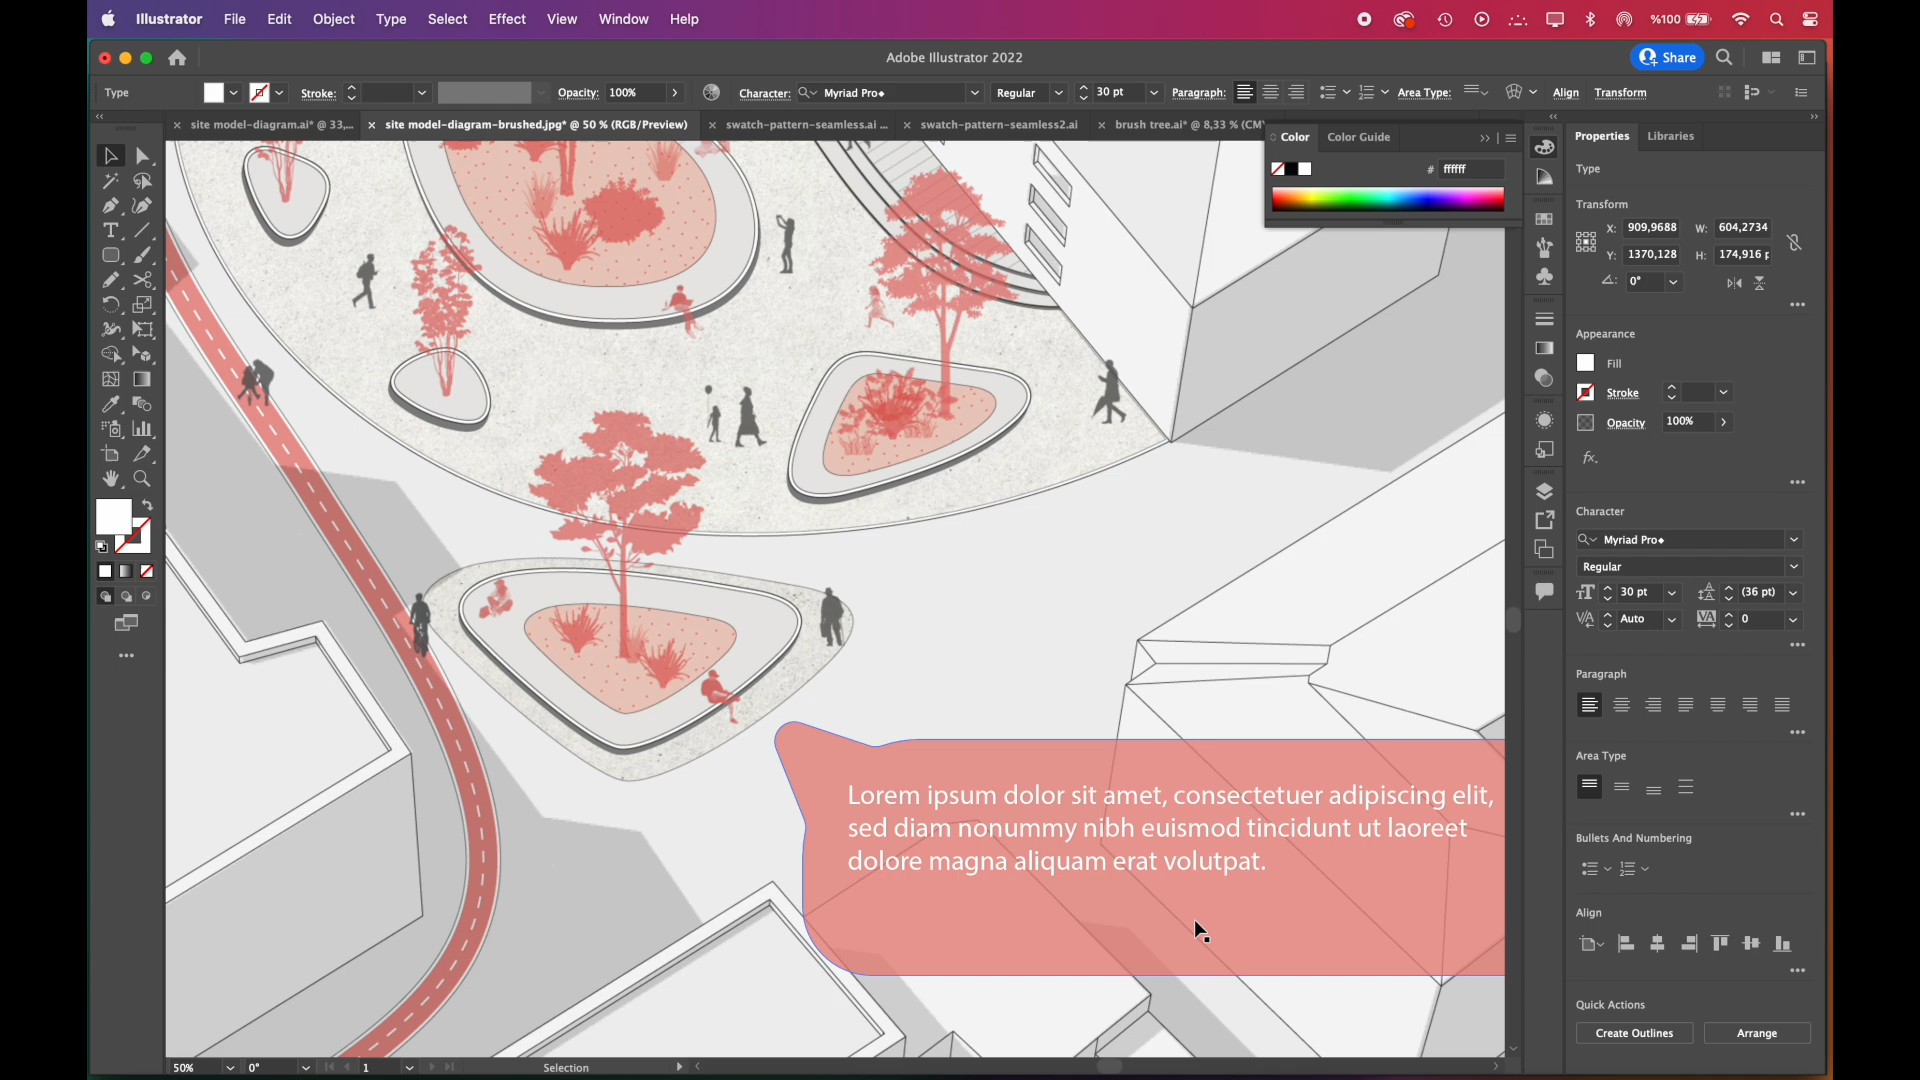 Illustrator File Edit Object Type Select Effect View Window Help %100
Adobe Illustrator 2022 Share
Type Stroke: Opacity: 100% Character: Myriad Pro Regular 30 pt Paragraph: Area Type: Align Transform
site model-diagram.ai* @ 33,... site model-diagram-brushed.jpg* @ 50 % (RGB/Preview) swatch-pattern-seamless.ai ... swatch-pattern-seamless2.ai brush tree.ai* @ 8,33 % (CM
Color Color Guide
# ffffff
Properties Libraries
Type
Transform
X: 909,9688 W: 604,2734
Y: 1370,128 H: 174,916 p
0°
Appearance
Fill
Stroke
Opacity 100%
fx.
Character
Myriad Pro
Regular
30 pt (36 pt)
Auto 0
Paragraph
Area Type
Bullets And Numbering
Align
Quick Actions
Create Outlines Arrange
Lorem ipsum dolor sit amet, consectetuer adipiscing elit,
sed diam nonummy nibh euismod tincidunt ut laoreet
dolore magna aliquam erat volutpat.
50% 0° 1 Selection